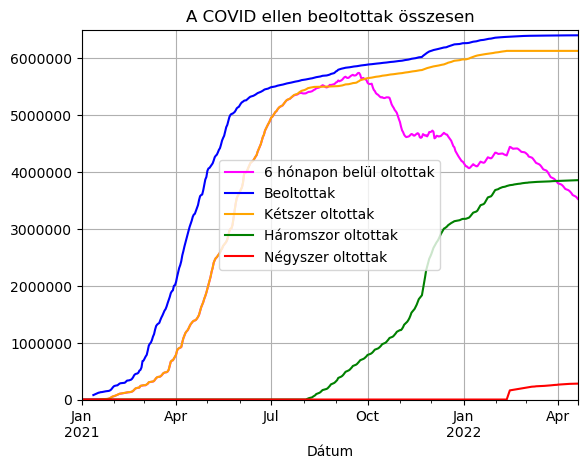 A COVID ellen beoltottak összesen
6000000
5000000
4000000
3000000
2000000
1000000
0
6 hónapon belül oltottak
Beoltottak
Kétszer oltottak
Háromszor oltottak
Négyszer oltottak
Jan Apr Jul Oct Jan Apr
2021 2022
Dátum